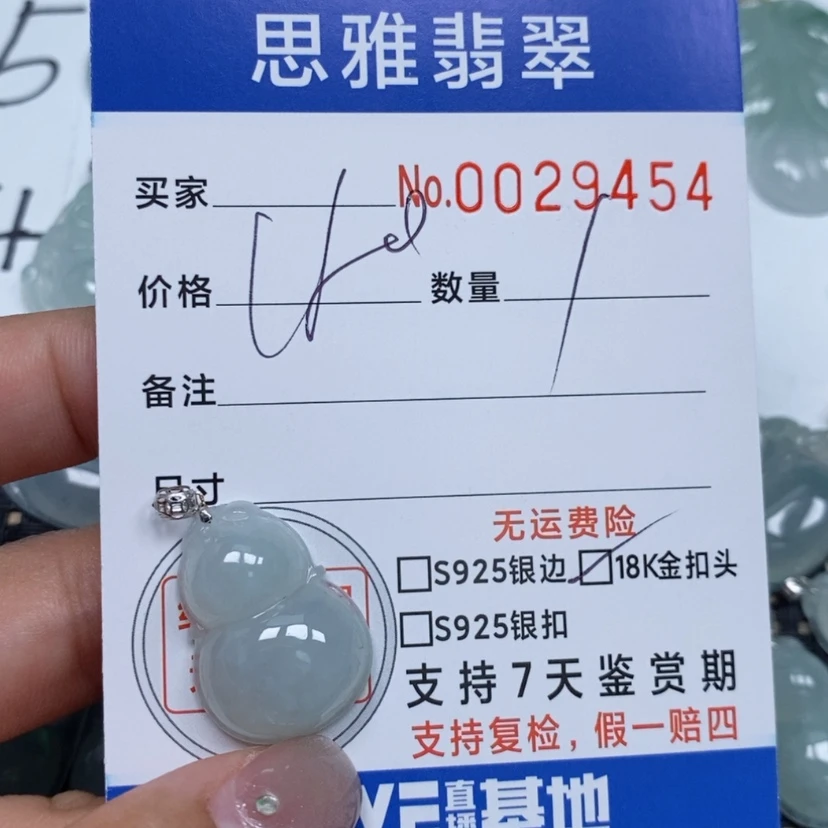 思雅翡翠
买家 No.0029454
价格 数量 1
备注
尺寸
无运费险
□S925银边 ☑18K金扣头
□S925银扣
支持7天鉴赏期
支持复检，假一赔四
直播基地
5